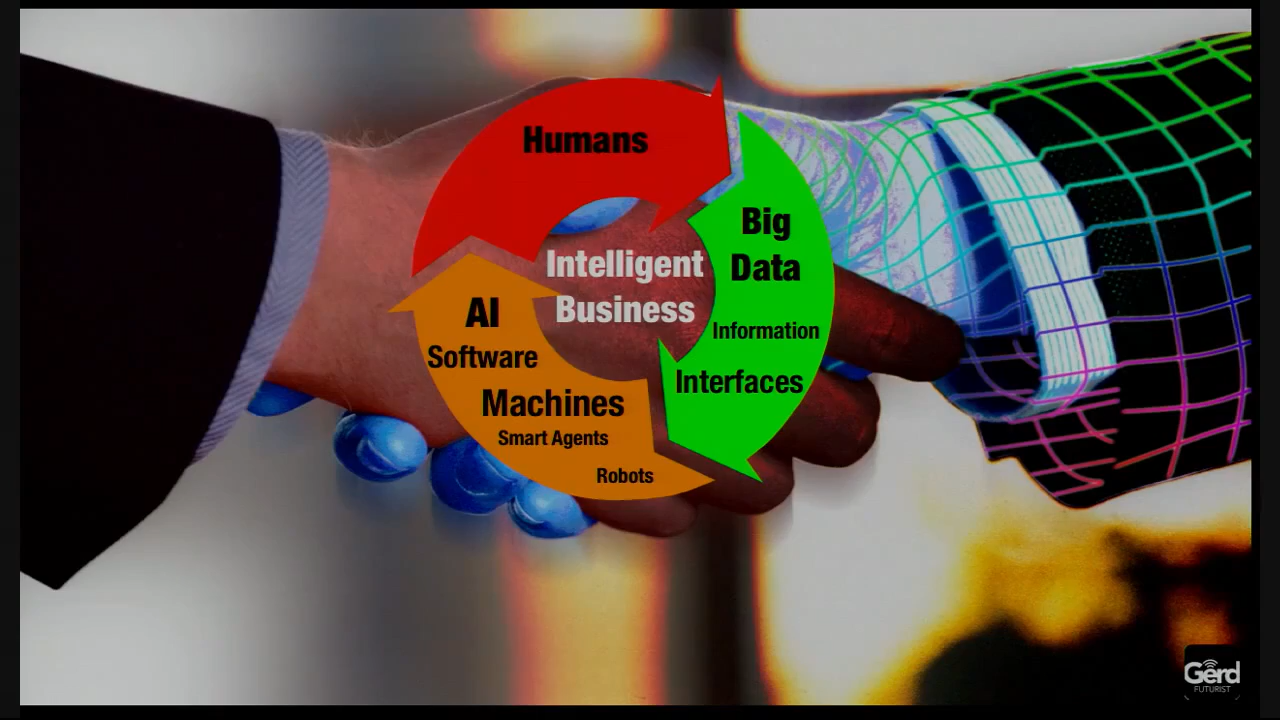 Humans
Big
Data
Information
Interfaces
Intelligent
Business
AI
Software
Machines
Smart Agents
Robots
Gerd
FUTURIST